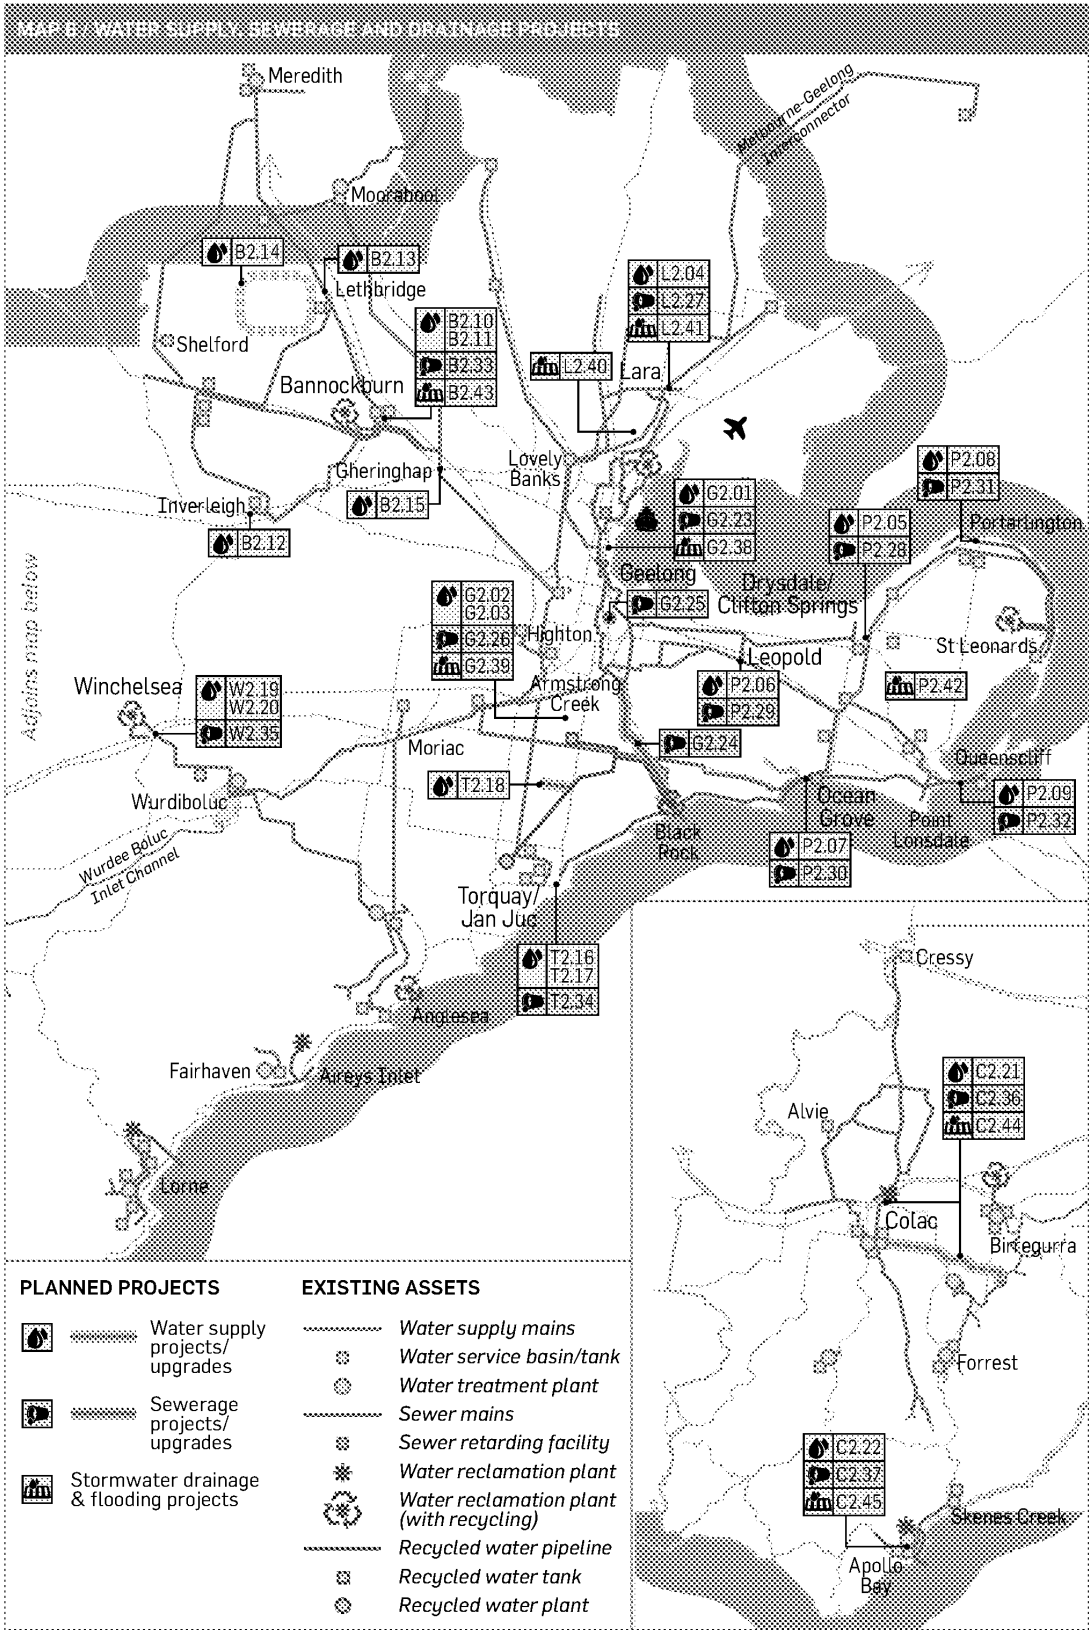 MAP B / WATER SUPPLY, SEWERAGE AND DRAINAGE PROJECTS
Meredith
Melbourne-Geelong
Interconnector
Moorabool
B2.14
B2.13
Lethbridge
L2.04
L2.27
L2.41
Shelford
B2.10
B2.11
B2.33
B2.43
L2.40
Lara
Bannockburn
Lovely
Banks
Gheringhap
B2.15
Inverleigh
B2.12
G2.01
G2.23
G2.38
P2.08
P2.31
Portarlington
P2.05
P2.28
Geelong
Drysdale/
Clifton Springs
G2.02
G2.03
G2.26
G2.39
G2.25
Highton
St Leonards
Leopold
Adjoins map below
Winchelsea
W2.19
W2.20
W2.35
Armstrong
Creek
P2.06
P2.29
P2.42
Moriac
G2.24
Queenscliff
T2.18
Wurdiboluc
Ocean
Grove
Point
Lonsdale
P2.09
P2.32
Black
Rock
P2.07
P2.30
Wurdee Boluc
Inlet Channel
Torquay/
Jan Juc
T2.16
T2.17
T2.34
Anglesea
Fairhaven
Aireys Inlet
Lorne
Cressy
C2.21
C2.36
C2.44
Alvie
Colac
Birregurra
Forrest
C2.22
C2.37
C2.45
Skenes Creek
Apollo
Bay
PLANNED PROJECTS
Water supply
projects/
upgrades
Sewerage
projects/
upgrades
Stormwater drainage
& flooding projects
EXISTING ASSETS
Water supply mains
Water service basin/tank
Water treatment plant
Sewer mains
Sewer retarding facility
Water reclamation plant
Water reclamation plant
(with recycling)
Recycled water pipeline
Recycled water tank
Recycled water plant